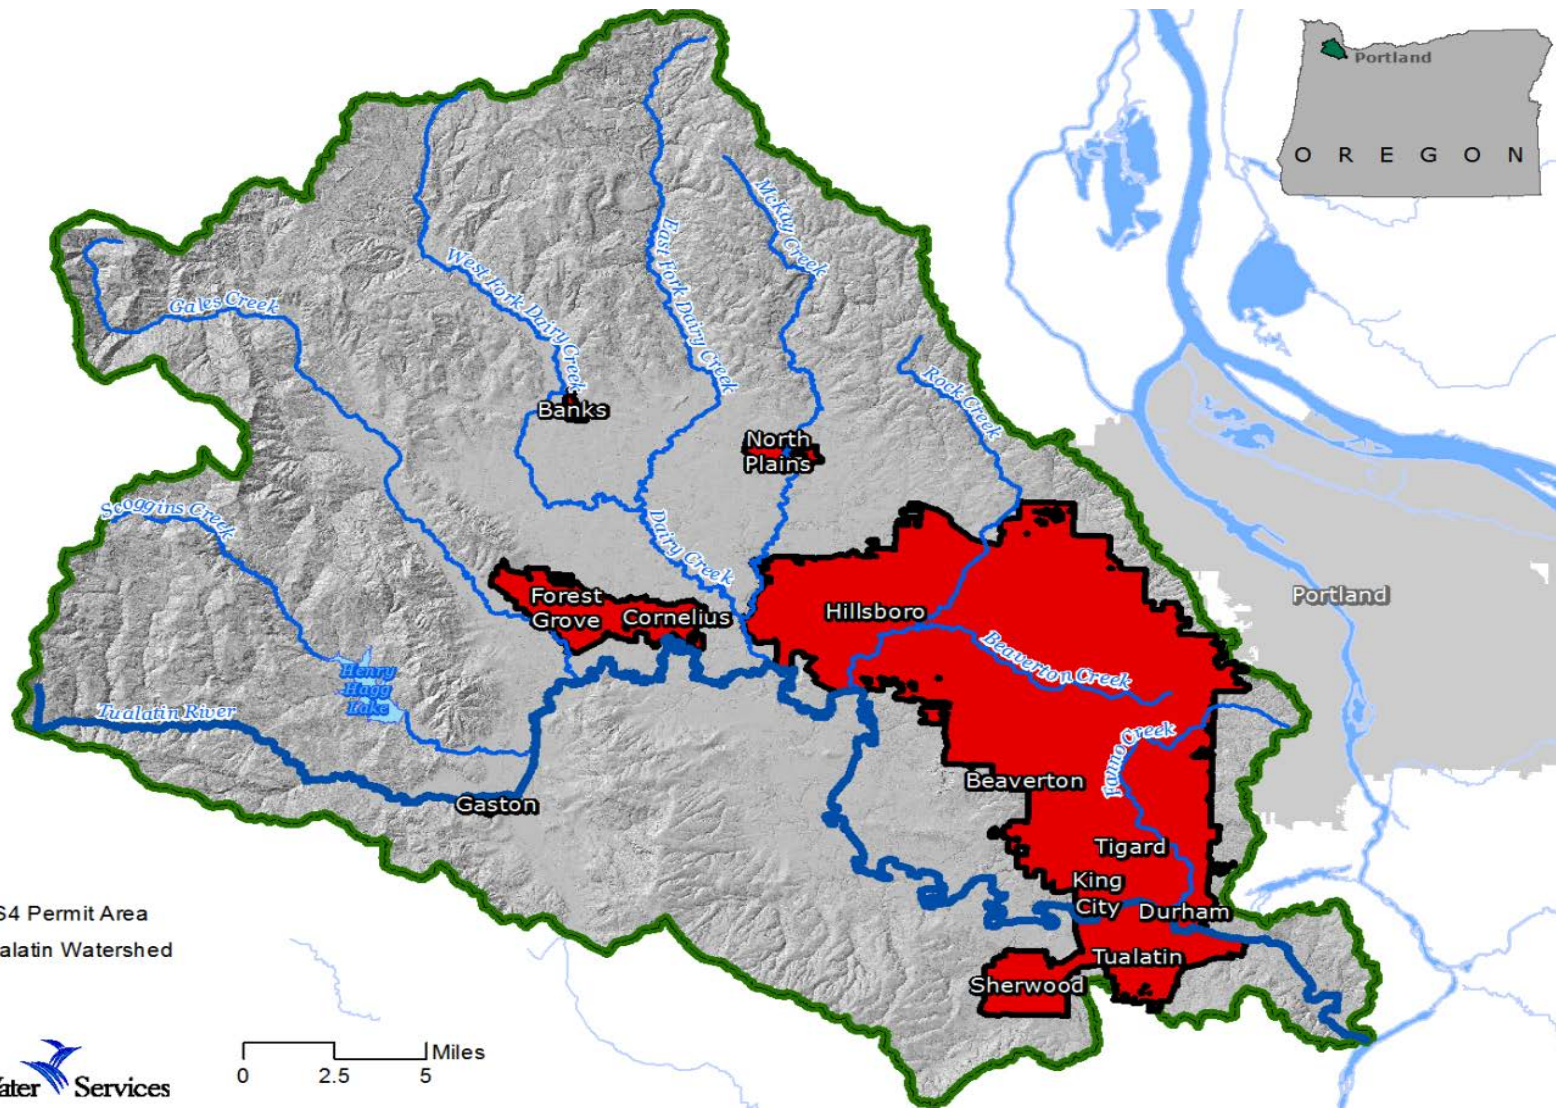 Portland
OREGON
McKay Creek
East Fork Dairy Creek
West Fork Dairy Creek
Gales Creek
Rock Creek
Banks
North
Plains
Scoggins Creek
Dairy Creek
Forest
Grove
Cornelius
Hillsboro
Portland
Beaverton Creek
Henry
Hagg
Lake
Tualatin River
Fanno Creek
Beaverton
Gaston
Tigard
King
City
Durham
S4 Permit Area
alatin Watershed
Tualatin
Sherwood
Miles
0 2.5 5
ater Services